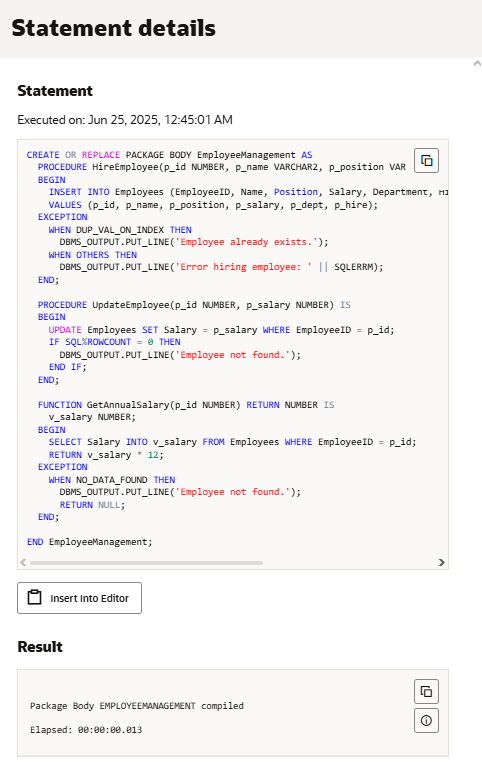 Statement details
Statement
Executed on: Jun 25, 2025, 12:45:01 AM
CREATE OR REPLACE PACKAGE BODY EmployeeManagement AS
PROCEDURE HireEmployee(p_id NUMBER, p_name VARCHAR2, p_position VAR
BEGIN
INSERT INTO Employees (EmployeeID, Name, Position, Salary, Department, Hi
VALUES (p_id, p_name, p_position, p_salary, p_dept, p_hire);
EXCEPTION
WHEN DUP_VAL_ON_INDEX THEN
DBMS_OUTPUT.PUT_LINE('Employee already exists.');
WHEN OTHERS THEN
DBMS_OUTPUT.PUT_LINE('Error hiring employee: ' || SQLERRM);
END;
PROCEDURE UpdateEmployee(p_id NUMBER, p_salary NUMBER) IS
BEGIN
UPDATE Employees SET Salary = p_salary WHERE EmployeeID = p_id;
IF SQL%ROWCOUNT = 0 THEN
DBMS_OUTPUT.PUT_LINE('Employee not found.');
END IF;
END;
FUNCTION GetAnnualSalary(p_id NUMBER) RETURN NUMBER IS
v_salary NUMBER;
BEGIN
SELECT Salary INTO v_salary FROM Employees WHERE EmployeeID = p_id;
RETURN v_salary * 12;
EXCEPTION
WHEN NO_DATA_FOUND THEN
DBMS_OUTPUT.PUT_LINE('Employee not found.');
RETURN NULL;
END;
END EmployeeManagement;
Insert Into Editor
Result
Package Body EMPLOYEEMANAGEMENT compiled
Elapsed: 00:00:00.013